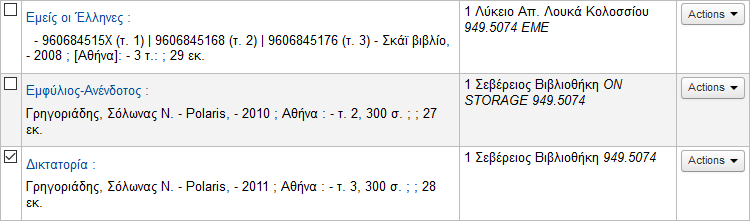 Εμείς οι Έλληνες :
- 960684515X (τ. 1) | 9606845168 (τ. 2) | 9606845176 (τ. 3) - Σκάϊ βιβλίο,
- 2008 ; [Αθήνα]: - 3 τ.: ; 29 εκ.
1 Λύκειο Απ. Λουκά Κολοσσίου
949.5074 ΕΜΕ
Actions
Εμφύλιος-Ανένδοτος :
Γρηγοριάδης, Σόλωνας Ν. - Polaris, - 2010 ; Αθήνα : - τ. 2, 300 σ. ; ; 27
εκ.
1 Σεβέρειος Βιβλιοθήκη ON
STORAGE 949.5074
Actions
Δικτατορία :
Γρηγοριάδης, Σόλωνας Ν. - Polaris, - 2011 ; Αθήνα : - τ. 3, 300 σ. ; ; 28
εκ.
1 Σεβέρειος Βιβλιοθήκη 949.5074
Actions